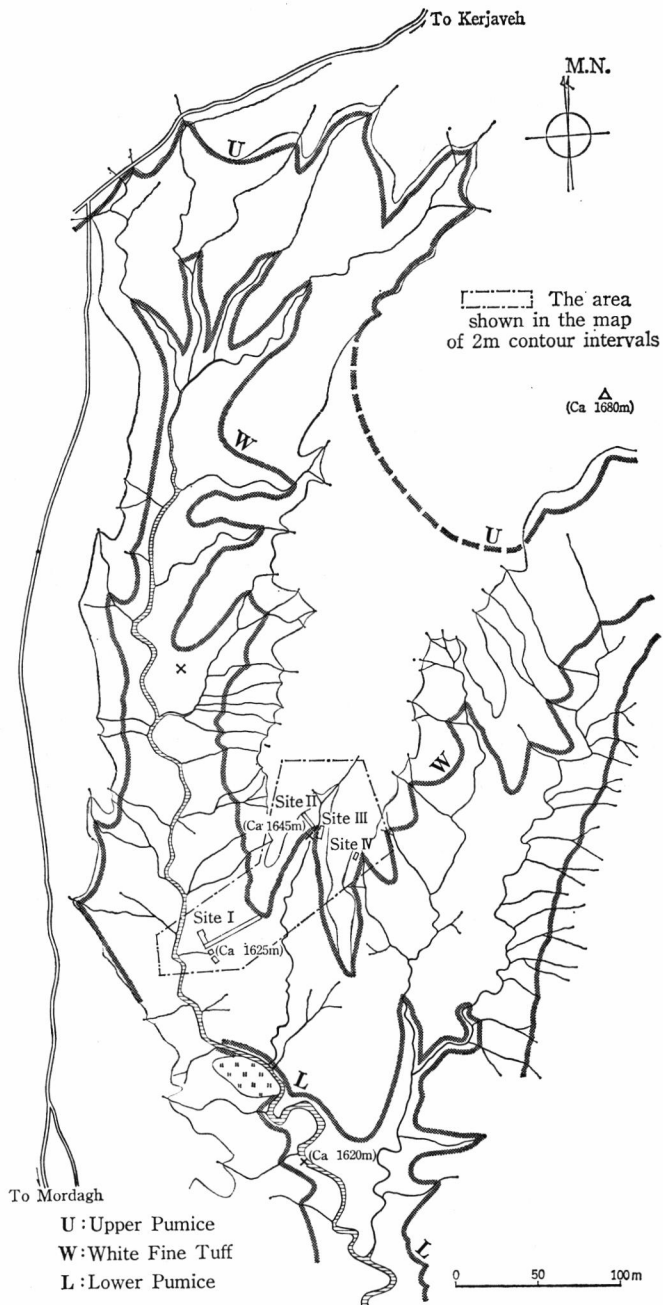 To Kerjaveh
M.N.
U
The area
shown in the map
of 2m contour intervals
(Ca 1680m)
W
U
W
Site II
(Ca 1645m)
Site III
Site IV
Site I
(Ca 1625m)
L
(Ca 1620m)
To Mordagh
U : Upper Pumice
W : White Fine Tuff
L : Lower Pumice
L
0 50 100m